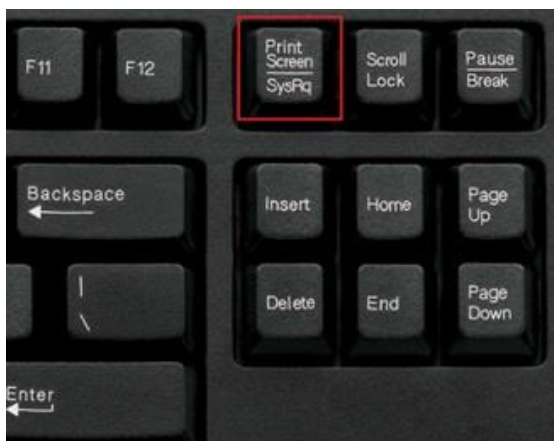 F11
F12
Print
Screen
SysRq
Scroll
Lock
Pause
Break
Backspace
Insert
Home
Page
Up
|
\
Delete
End
Page
Down
Enter